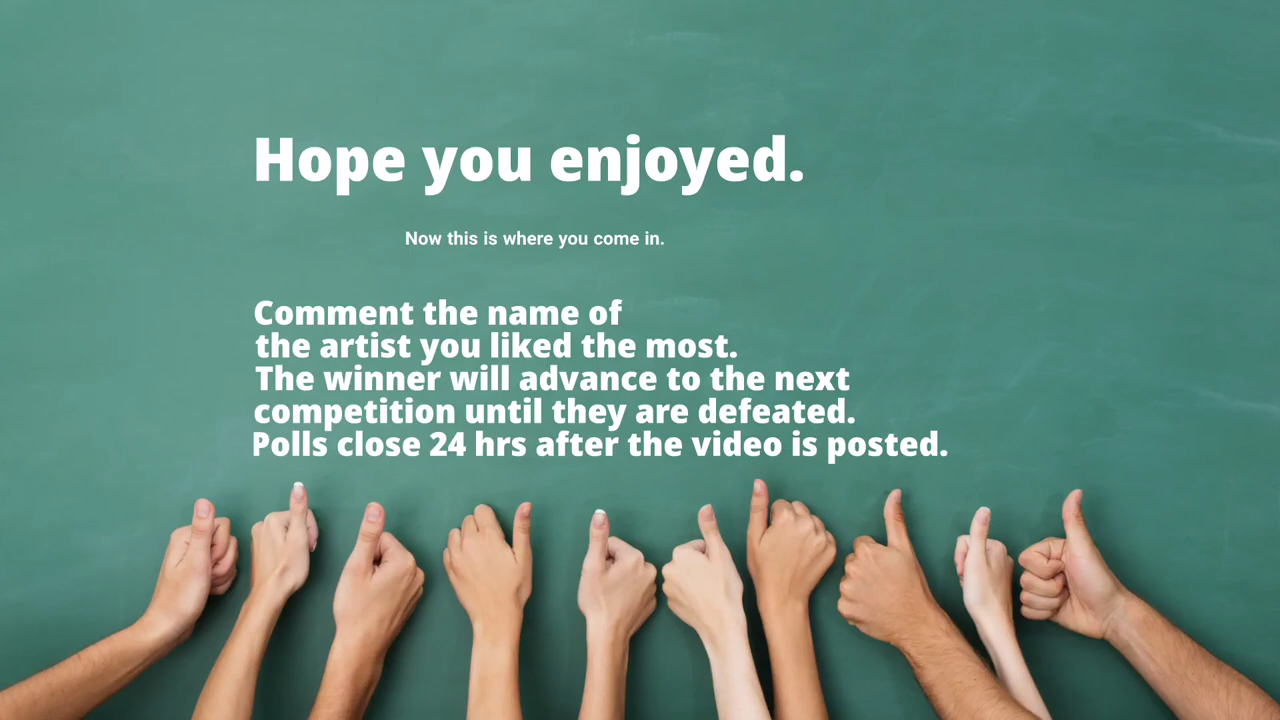 Hope you enjoyed.
Now this is where you come in.
Comment the name of
the artist you liked the most.
The winner will advance to the next
competition until they are defeated.
Polls close 24 hrs after the video is posted.